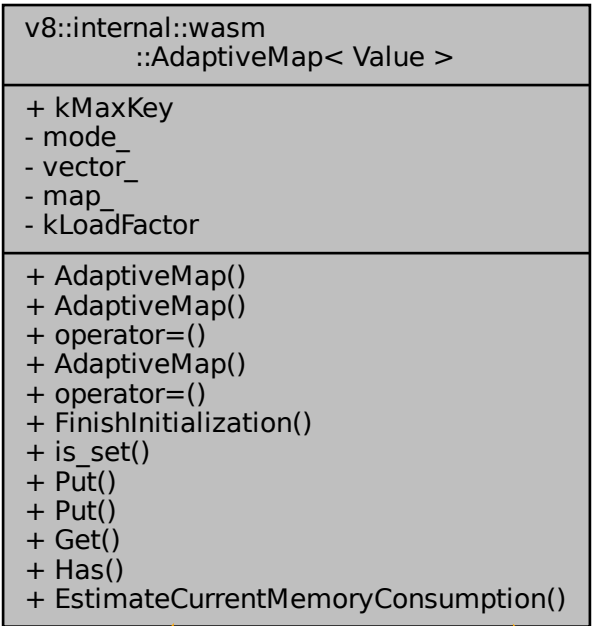 v8::internal::wasm
::AdaptiveMap< Value >
+ kMaxKey
- mode_
- vector_
- map_
- kLoadFactor
+ AdaptiveMap()
+ AdaptiveMap()
+ operator=()
+ AdaptiveMap()
+ operator=()
+ FinishInitialization()
+ is_set()
+ Put()
+ Put()
+ Get()
+ Has()
+ EstimateCurrentMemoryConsumption()